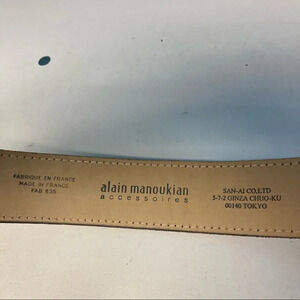 FABRIQUE EN FRANCE
MADE IN FRANCE
FAB 635
alain manoukian
accessoires
SAN-AI CO,LTD
5-7-2 GINZA CHUO-KU
00140 TOKYO